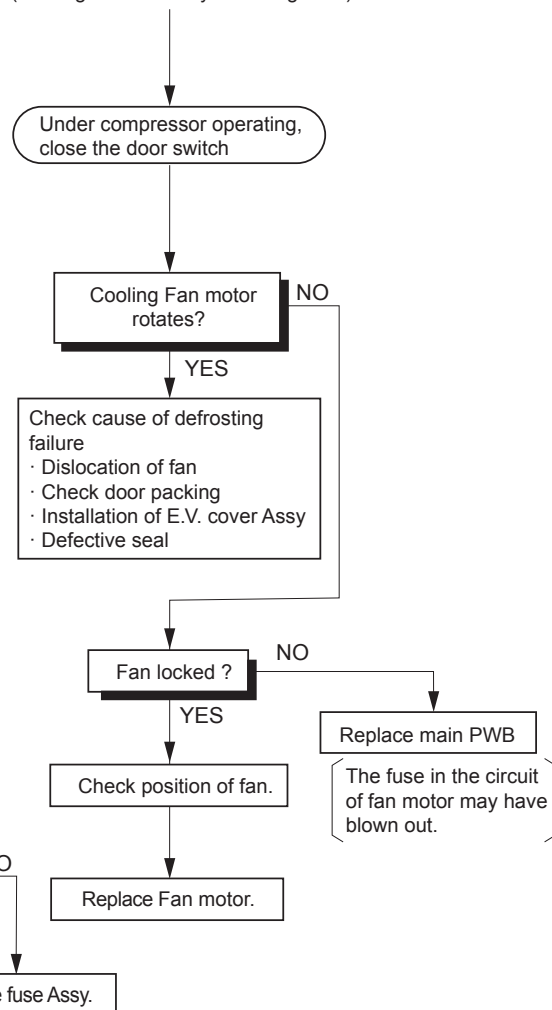 Under compressor operating,
close the door switch
Cooling Fan motor
rotates?
NO
YES
Check cause of defrosting
failure
· Dislocation of fan
· Check door packing
· Installation of E.V. cover Assy
· Defective seal
Fan locked ?
NO
YES
Replace main PWB
The fuse in the circuit
of fan motor may have
blown out.
Check position of fan.
Replace Fan motor.
fuse Assy.